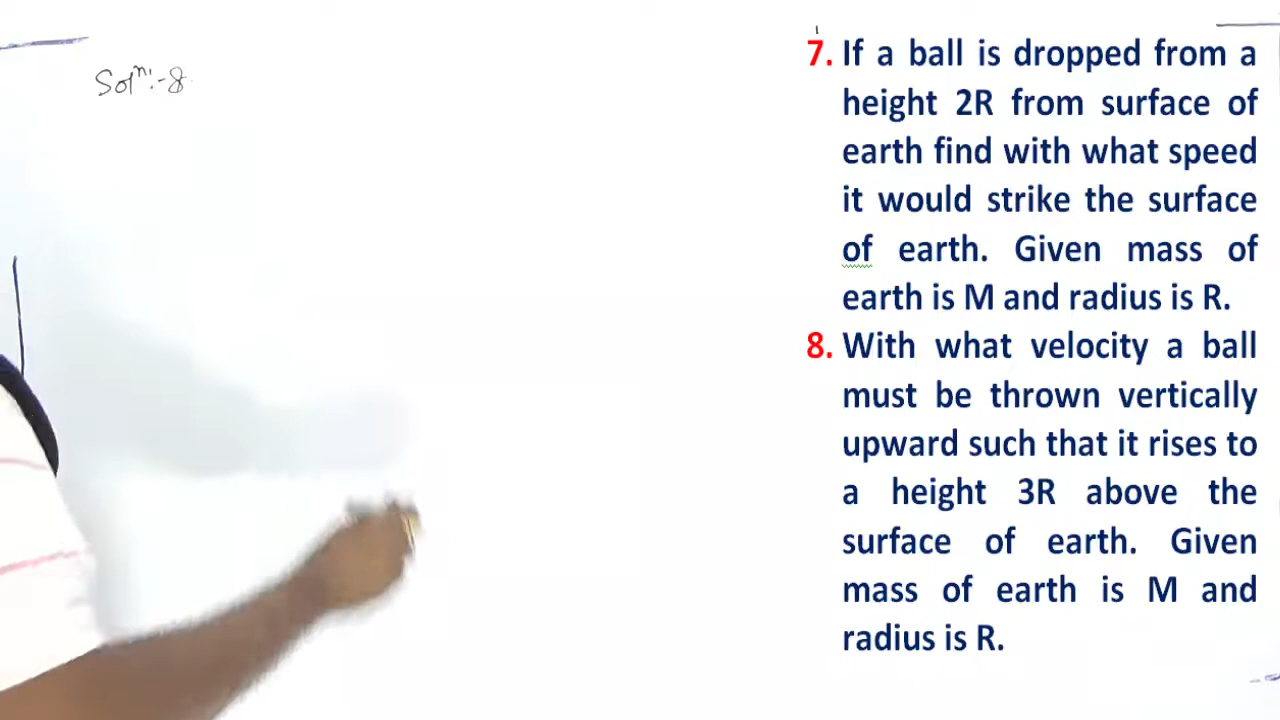 Solⁿ:-8
7. If a ball is dropped from a
height 2R from surface of
earth find with what speed
it would strike the surface
of earth. Given mass of
earth is M and radius is R.
8. With what velocity a ball
must be thrown vertically
upward such that it rises to
a height 3R above the
surface of earth. Given
mass of earth is M and
radius is R.